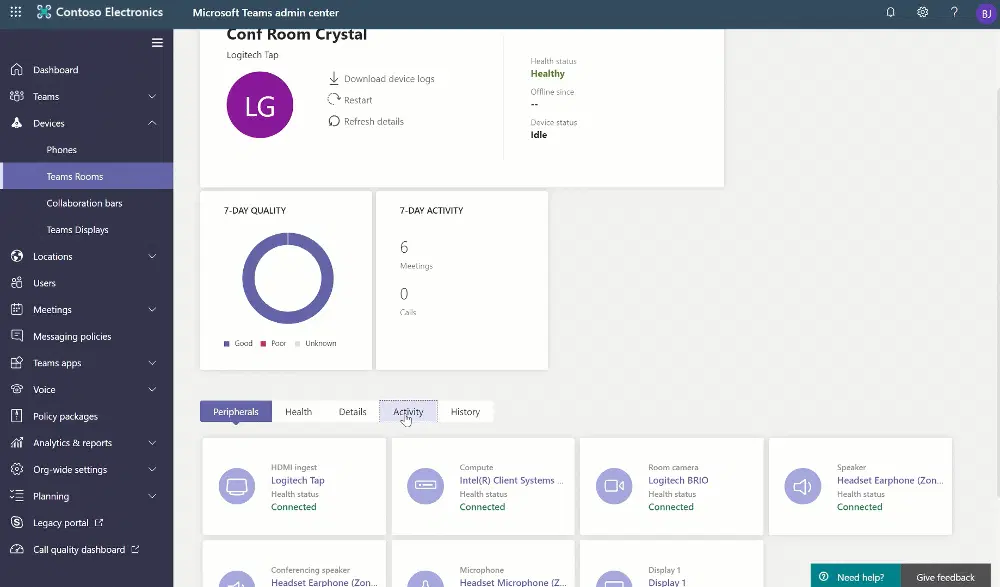 Contoso Electronics
Microsoft Teams admin center
BJ
Dashboard
Teams
Devices
Phones
Teams Rooms
Collaboration bars
Teams Displays
Locations
Users
Meetings
Messaging policies
Teams apps
Voice
Policy packages
Analytics & reports
Org-wide settings
Planning
Legacy portal
Call quality dashboard
Conf Room Crystal
Logitech Tap
LG
Download device logs
Restart
Refresh details
Health status
Healthy
Offline since
--
Device status
Idle
7-DAY QUALITY
Good Poor Unknown
7-DAY ACTIVITY
6
Meetings
0
Calls
Peripherals Health Details Activity History
HDMI ingest
Logitech Tap
Health status
Connected
Compute
Intel(R) Client Systems ...
Health status
Connected
Room camera
Logitech BRIO
Health status
Connected
Speaker
Headset Earphone (Zon...
Health status
Connected
Conferencing speaker
Headset Earphone (Zon...
Microphone
Headset Microphone (Z...
Display 1
Display 1
? Need help?
Give feedback